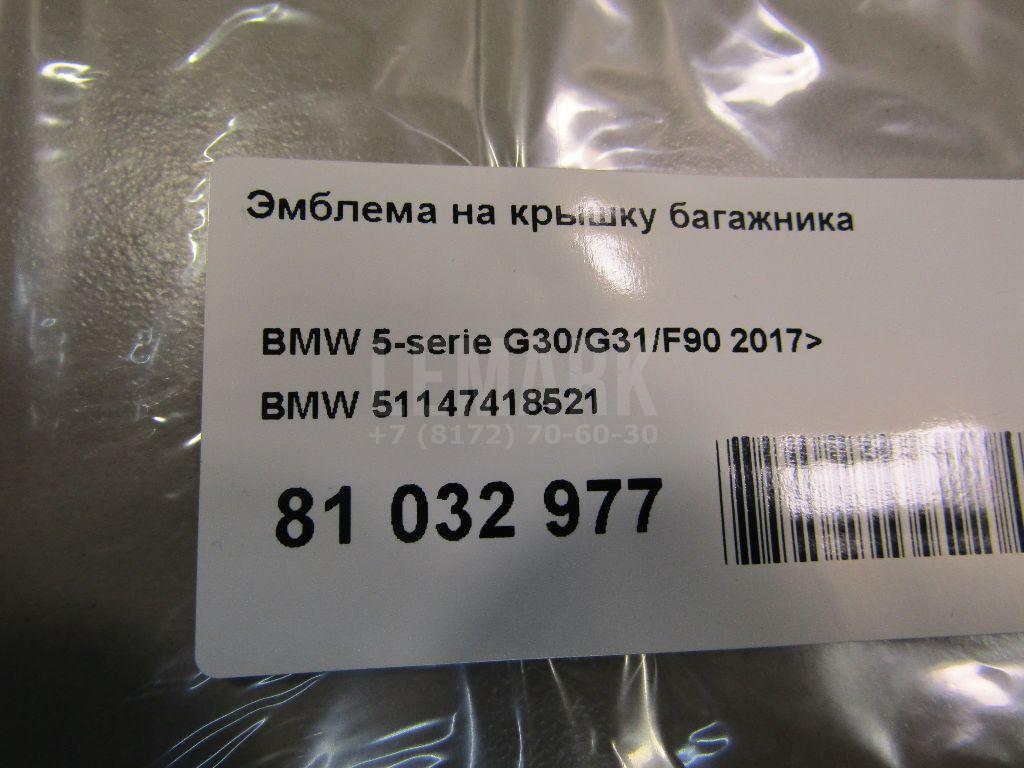 Эмблема на крышку багажника
BMW 5-serie G30/G31/F90 2017>
LEMARK
BMW 51147418521
+7 (8172) 70-60-30
81 032 977